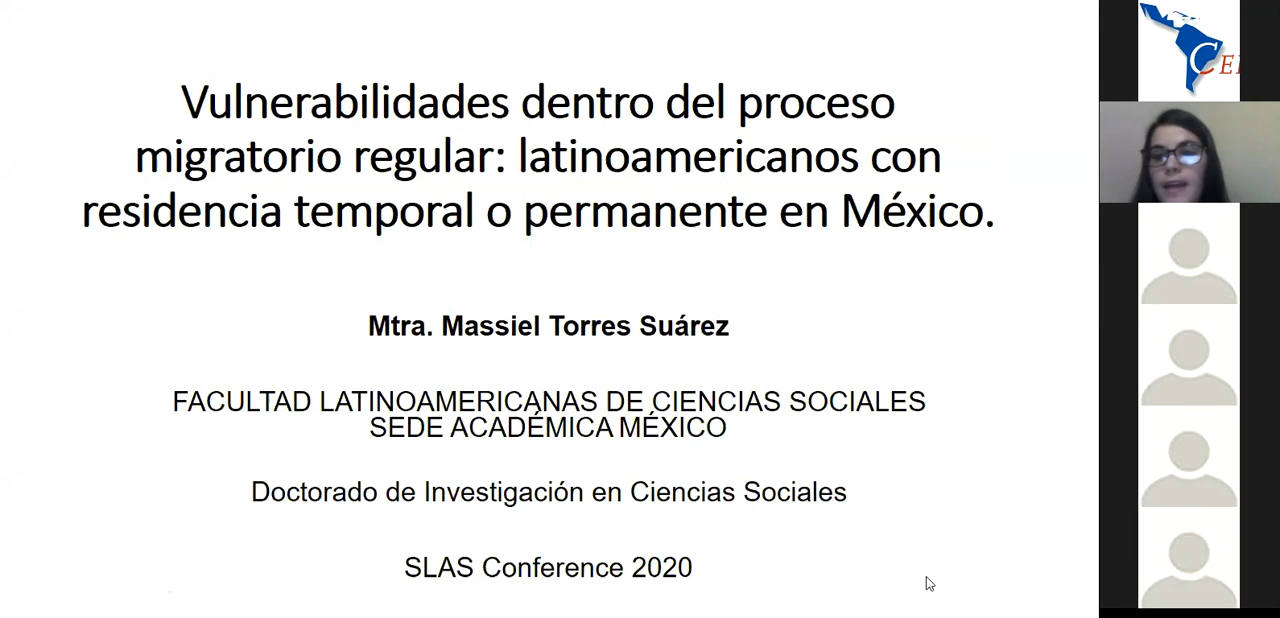 Vulnerabilidades dentro del proceso
migratorio regular: latinoamericanos con
residencia temporal o permanente en México.
Mtra. Massiel Torres Suárez
FACULTAD LATINOAMERICANAS DE CIENCIAS SOCIALES
SEDE ACADÉMICA MÉXICO
Doctorado de Investigación en Ciencias Sociales
SLAS Conference 2020